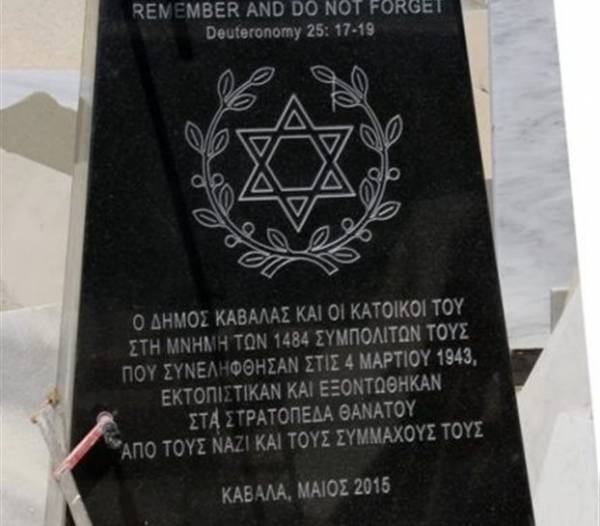 REMEMBER AND DO NOT FORGET
Deuteronomy 25: 17-19
Ο ΔΗΜΟΣ ΚΑΒΑΛΑΣ ΚΑΙ ΟΙ ΚΑΤΟΙΚΟΙ ΤΟΥ
ΣΤΗ ΜΝΗΜΗ ΤΩΝ 1484 ΣΥΜΠΟΛΙΤΩΝ ΤΟΥΣ
ΠΟΥ ΣΥΝΕΛΗΦΘΗΣΑΝ ΣΤΙΣ 4 ΜΑΡΤΙΟΥ 1943,
ΕΚΤΟΠΙΣΤΙΚΑΝ ΚΑΙ ΕΞΟΝΤΩΘΗΚΑΝ
ΣΤΑ ΣΤΡΑΤΟΠΕΔΑ ΘΑΝΑΤΟΥ
ΑΠΟ ΤΟΥΣ ΝΑΖΙ ΚΑΙ ΤΟΥΣ ΣΥΜΜΑΧΟΥΣ ΤΟΥΣ
ΚΑΒΑΛΑ, ΜΑΙΟΣ 2015